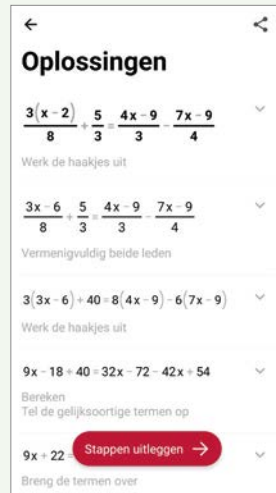 Oplossingen
3(x - 2)/8 + 5/3 = 4x - 9/3 - 7x - 9/4
Werk de haakjes uit
3x - 6/8 + 5/3 = 4x - 9/3 - 7x - 9/4
Vermenigvuldig beide leden
3(3x - 6) + 40 = 8(4x - 9) - 6(7x - 9)
Werk de haakjes uit
9x - 18 + 40 = 32x - 72 - 42x + 54
Bereken
Tel de gelijksoortige termen op
9x + 22 =
Stappen uitleggen →
Breng de termen over